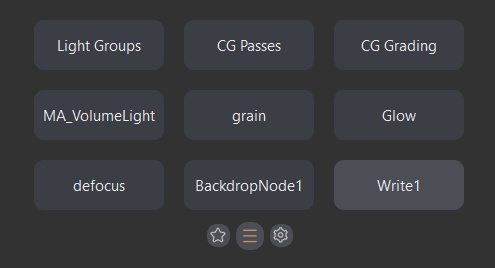 Light Groups
CG Passes
CG Grading
MA_VolumeLight
grain
Glow
defocus
BackdropNode1
Write1